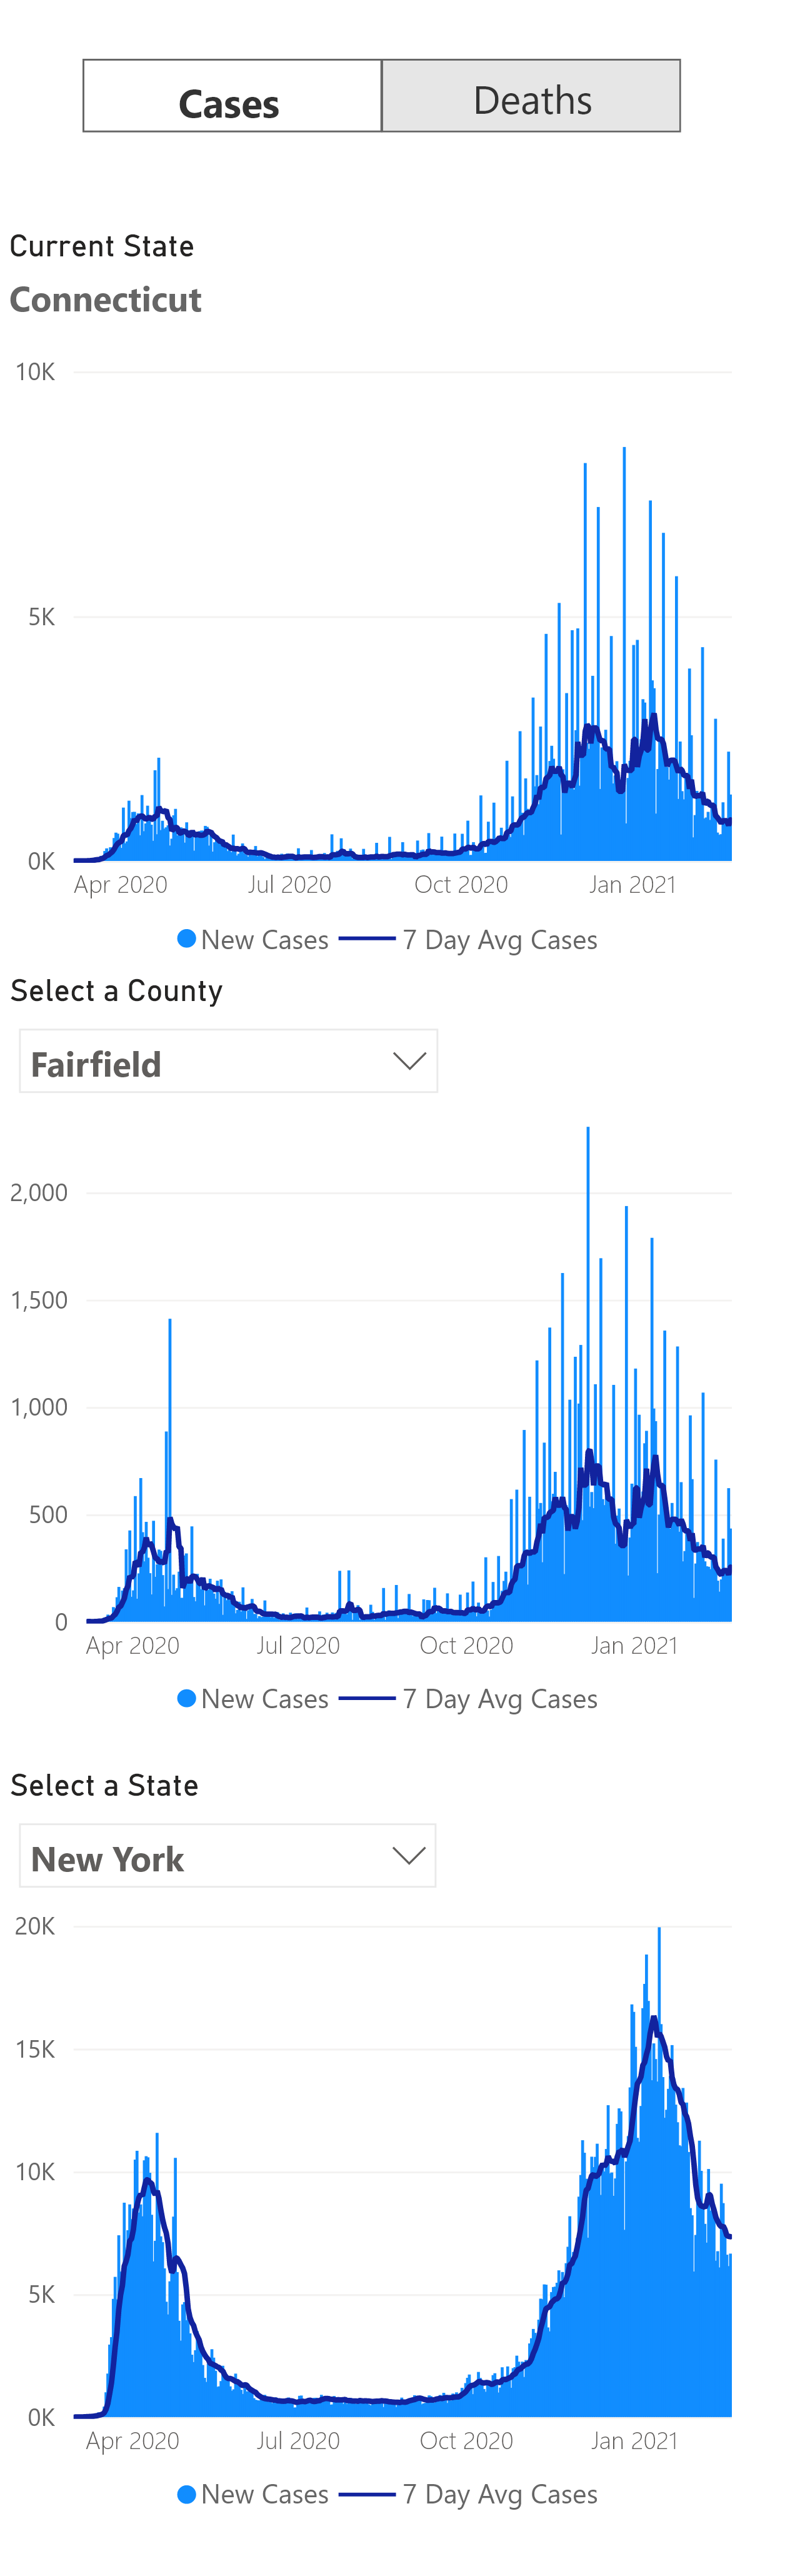 Cases Deaths
Current State
Connecticut
10K
5K
0K
Apr 2020 Jul 2020 Oct 2020 Jan 2021
New Cases 7 Day Avg Cases
Select a County
Fairfield
2,000
1,500
1,000
500
0
Apr 2020 Jul 2020 Oct 2020 Jan 2021
New Cases 7 Day Avg Cases
Select a State
New York
20K
15K
10K
5K
0K
Apr 2020 Jul 2020 Oct 2020 Jan 2021
New Cases 7 Day Avg Cases